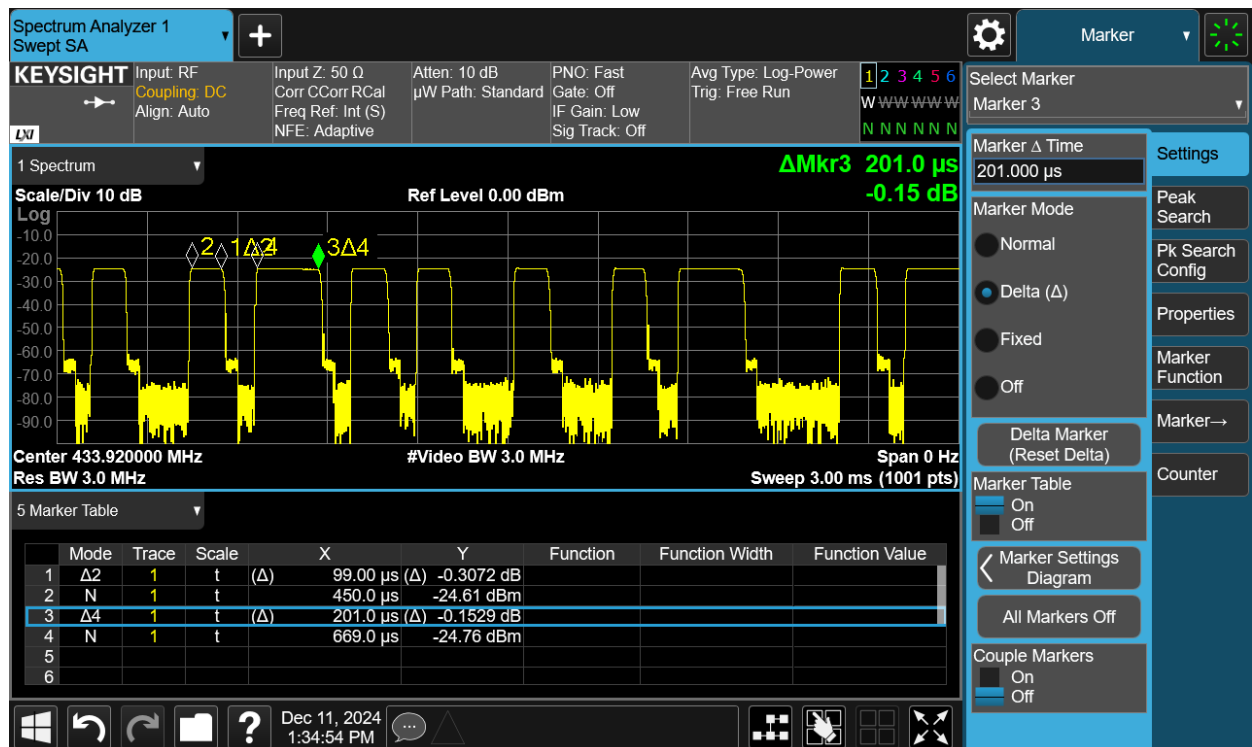 Spectrum Analyzer 1
Swept SA
+
Marker
KEYSIGHT
LXI
Input: RF
Coupling: DC
Align: Auto
Input Z: 50 Ω
Corr CCorr RCal
Freq Ref: Int (S)
NFE: Adaptive
Atten: 10 dB
µW Path: Standard
PNO: Fast
Gate: Off
IF Gain: Low
Sig Track: Off
Avg Type: Log-Power
Trig: Free Run
1 2 3 4 5 6
W W W W W W
N N N N N N
Select Marker
Marker 3
1 Spectrum
ΔMkr3 201.0 µs
-0.15 dB
Scale/Div 10 dB
Ref Level 0.00 dBm
Log
-10.0
-20.0
-30.0
-40.0
-50.0
-60.0
-70.0
-80.0
-90.0
2
1Δ2
4
3Δ4
Center 433.920000 MHz
#Video BW 3.0 MHz
Span 0 Hz
Res BW 3.0 MHz
Sweep 3.00 ms (1001 pts)
5 Marker Table
Mode Trace Scale X Y Function Function Width Function Value
1 Δ2 1 t (Δ) 99.00 µs (Δ) -0.3072 dB
2 N 1 t 450.0 µs -24.61 dBm
3 Δ4 1 t (Δ) 201.0 µs (Δ) -0.1529 dB
4 N 1 t 669.0 µs -24.76 dBm
5
6
?
Dec 11, 2024
1:34:54 PM
Marker Δ Time
201.000 µs
Marker Mode
Normal
Delta (Δ)
Fixed
Off
Delta Marker
(Reset Delta)
Marker Table
On
Off
Marker Settings
Diagram
All Markers Off
Couple Markers
On
Off
Settings
Peak
Search
Pk Search
Config
Properties
Marker
Function
Marker→
Counter